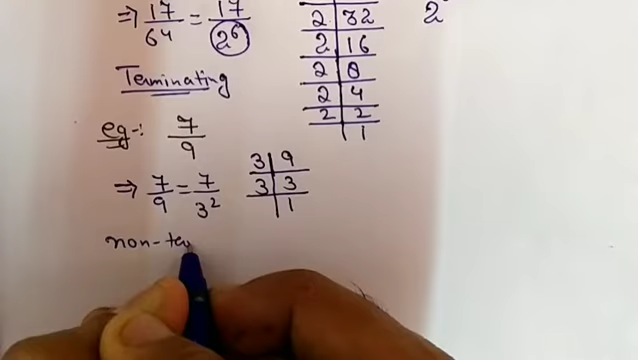 ⇒ 17/64 = 17/2⁶
2 | 32
2 | 16
2 | 8
2 | 4
2 | 2
| 1
Terminating
eg:- 7/9
⇒ 7/9 = 7/3²
3 | 9
3 | 3
| 1
non-te